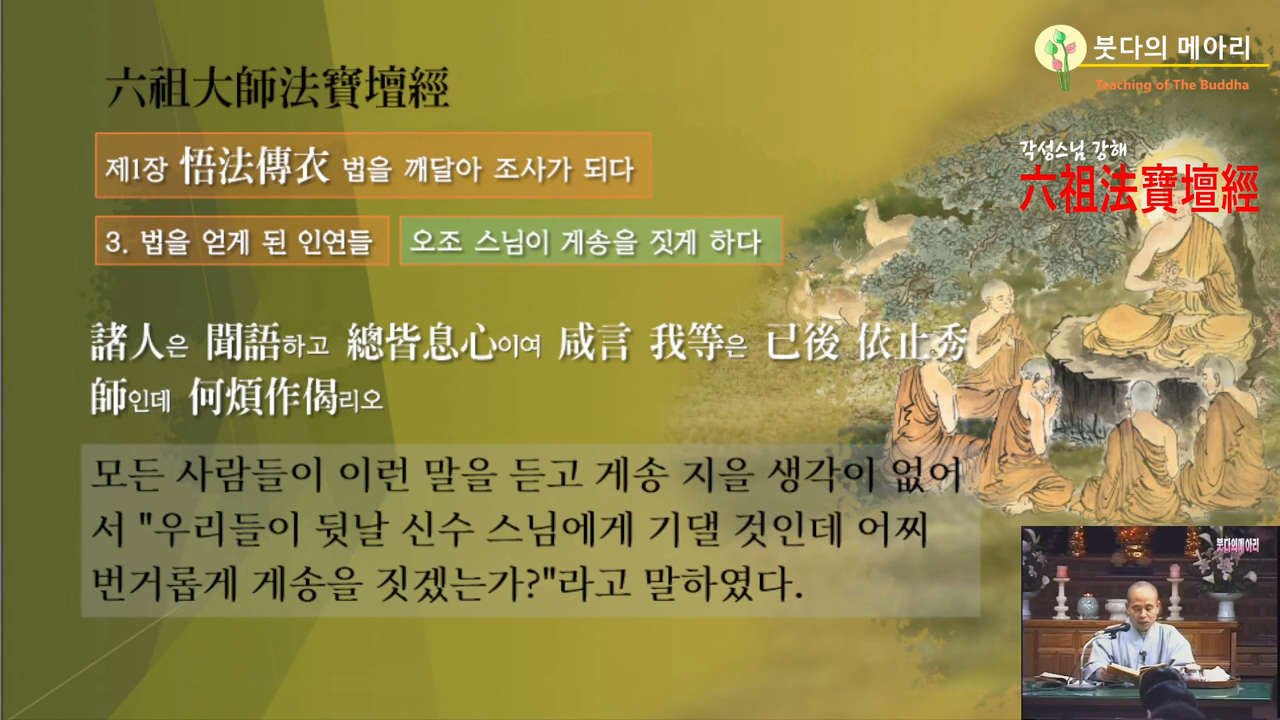 붓다의 메아리
Teaching of The Buddha
六祖大師法寶壇經
각성스님 강해
六祖法寶壇經
제1장 悟法傳衣 법을 깨달아 조사가 되다
3. 법을 얻게 된 인연들
오조 스님이 게송을 짓게 하다
諸人은 聞語하고 總皆息心이여 咸言 我等은 已後 依止秀
師인데 何煩作偈리오
모든 사람들이 이런 말을 듣고 게송 지을 생각이 없어
서 "우리들이 뒷날 신수 스님에게 기댈 것인데 어찌
번거롭게 게송을 짓겠는가?"라고 말하였다.
붓다의메아리